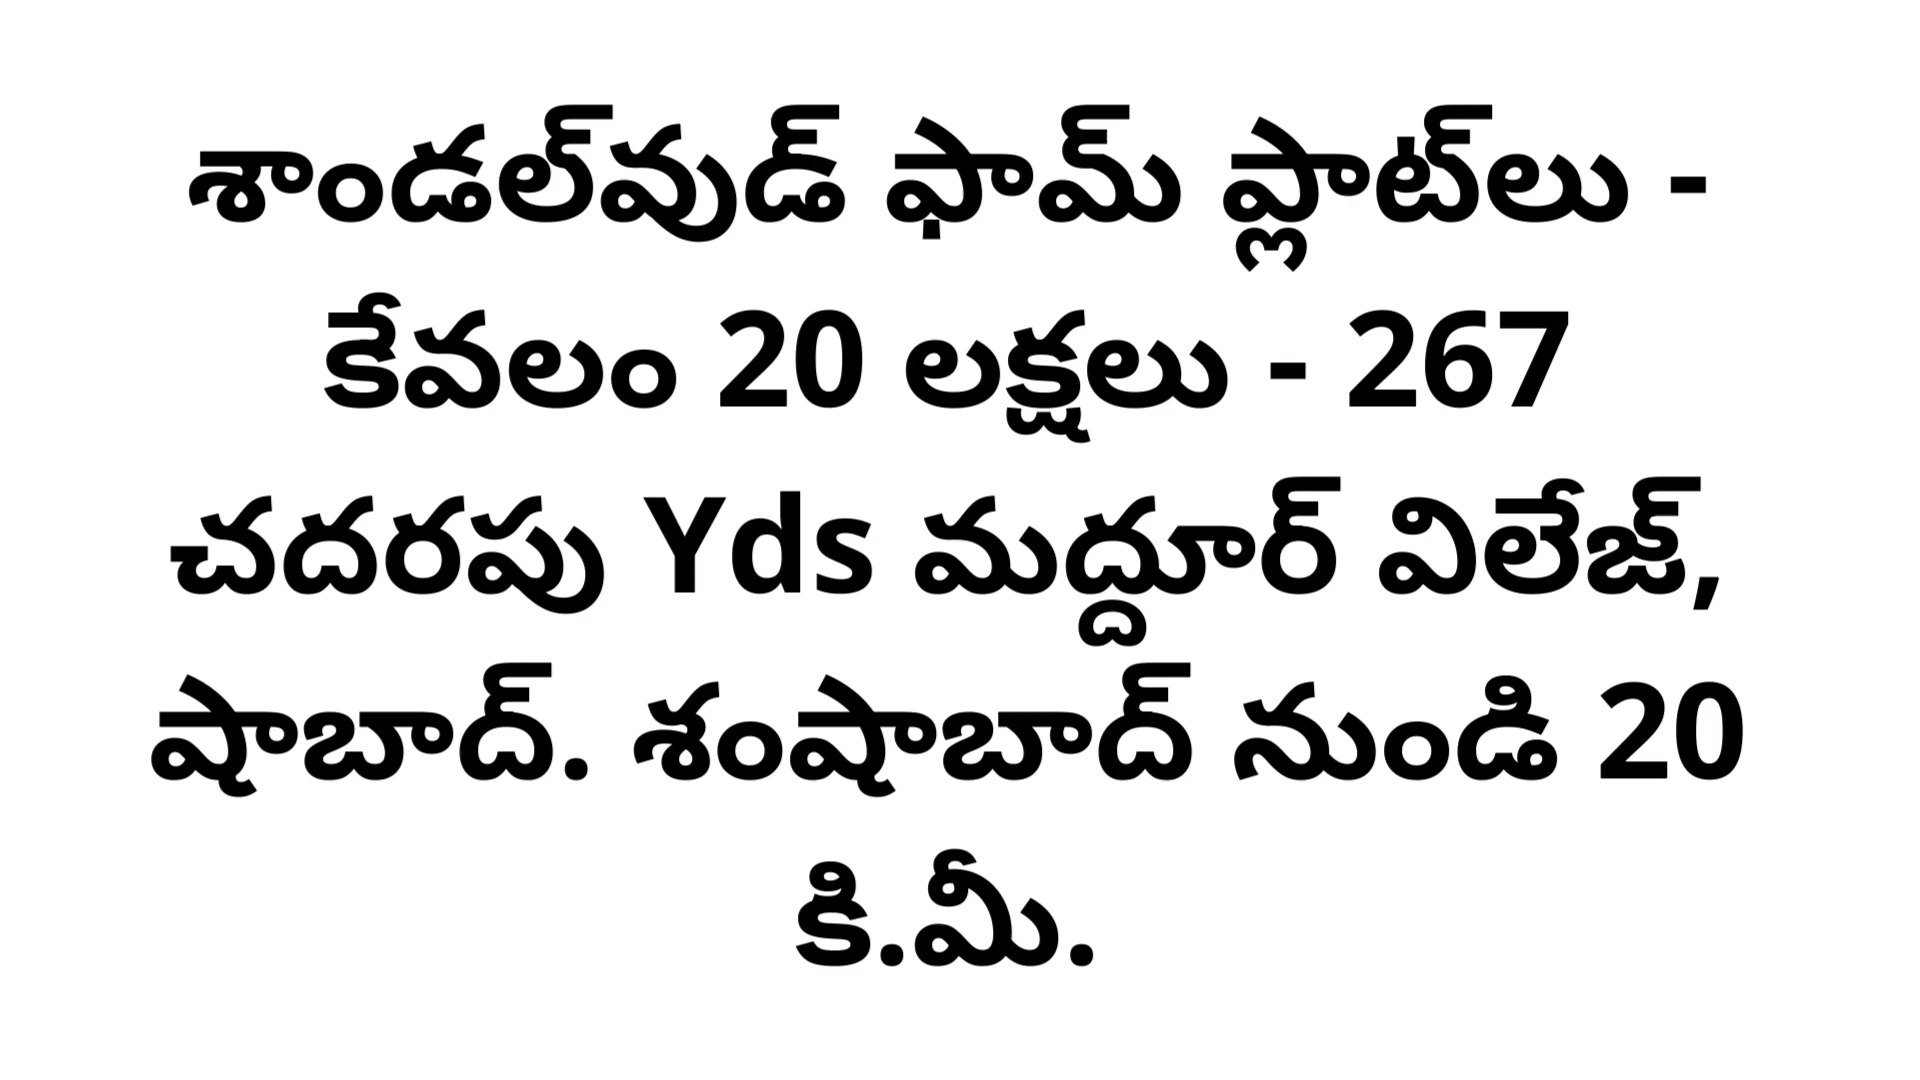 శాండల్‌వుడ్ ఫామ్ ప్లాట్‌లు -
కేవలం 20 లక్షలు - 267
చదరపు Yds మద్దూర్ విలేజ్,
షాబాద్. శంషాబాద్ నుండి 20
కి.మీ.